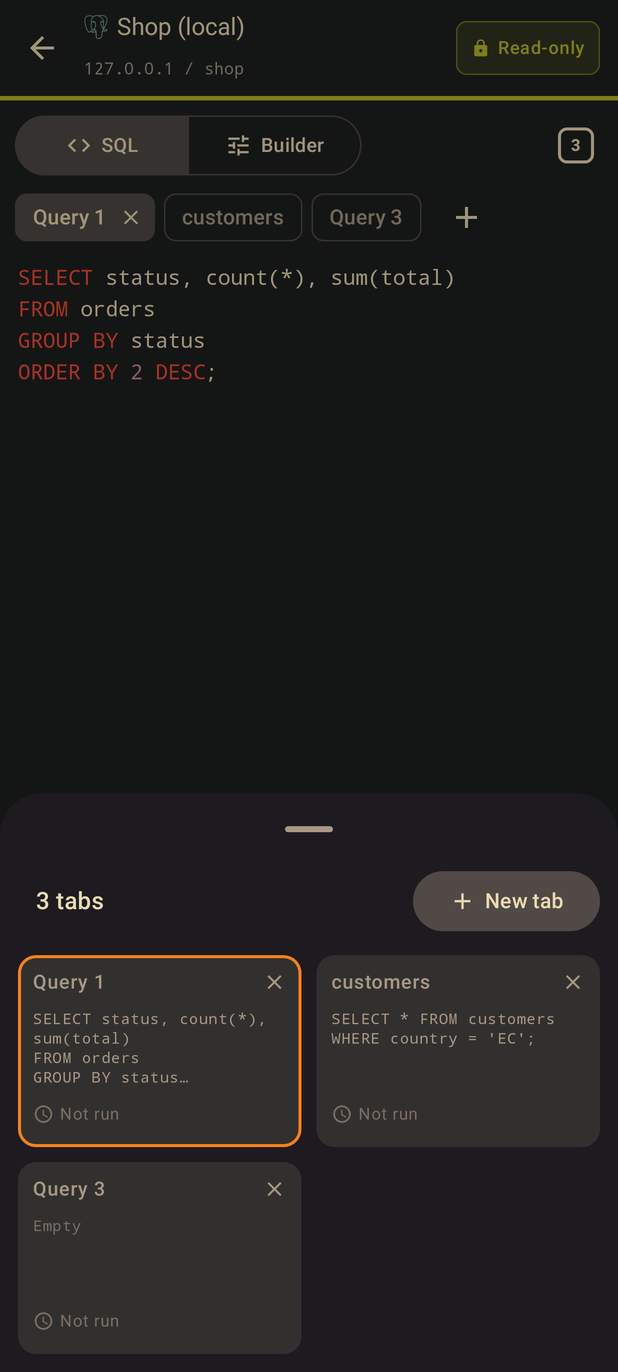 Shop (local)
127.0.0.1 / shop
Read-only
SQL
Builder
3
Query 1
customers
Query 3
SELECT status, count(*), sum(total)
FROM orders
GROUP BY status
ORDER BY 2 DESC;
3 tabs
New tab
Query 1
SELECT status, count(*),
sum(total)
FROM orders
GROUP BY status…
Not run
customers
SELECT * FROM customers
WHERE country = 'EC';
Not run
Query 3
Empty
Not run